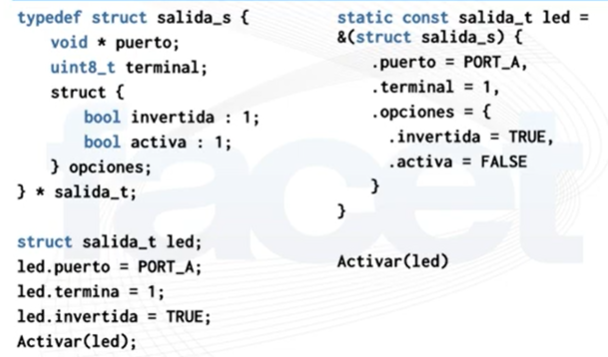 typedef struct salida_s {
void * puerto;
uint8_t terminal;
struct {
bool invertida : 1;
bool activa : 1;
} opciones;
} * salida_t;
struct salida_t led;
led.puerto = PORT_A;
led.termina = 1;
led.invertida = TRUE;
Activar(led);
static const salida_t led =
&(struct salida_s) {
.puerto = PORT_A,
.terminal = 1,
.opciones = {
.invertida = TRUE,
.activa = FALSE
}
}
Activar(led)
facet